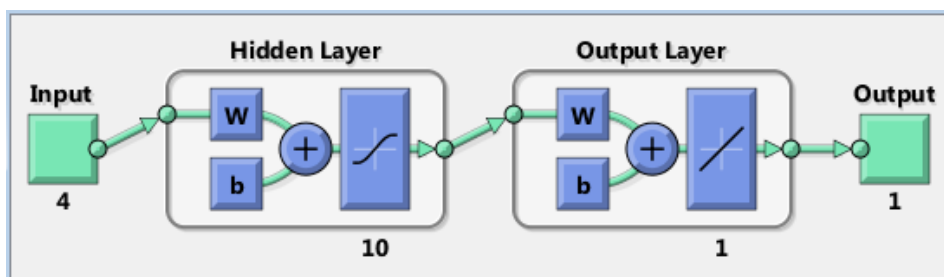 Hidden Layer
Output Layer
Input
Output
W
W
+
+
b
b
4
1
10
1